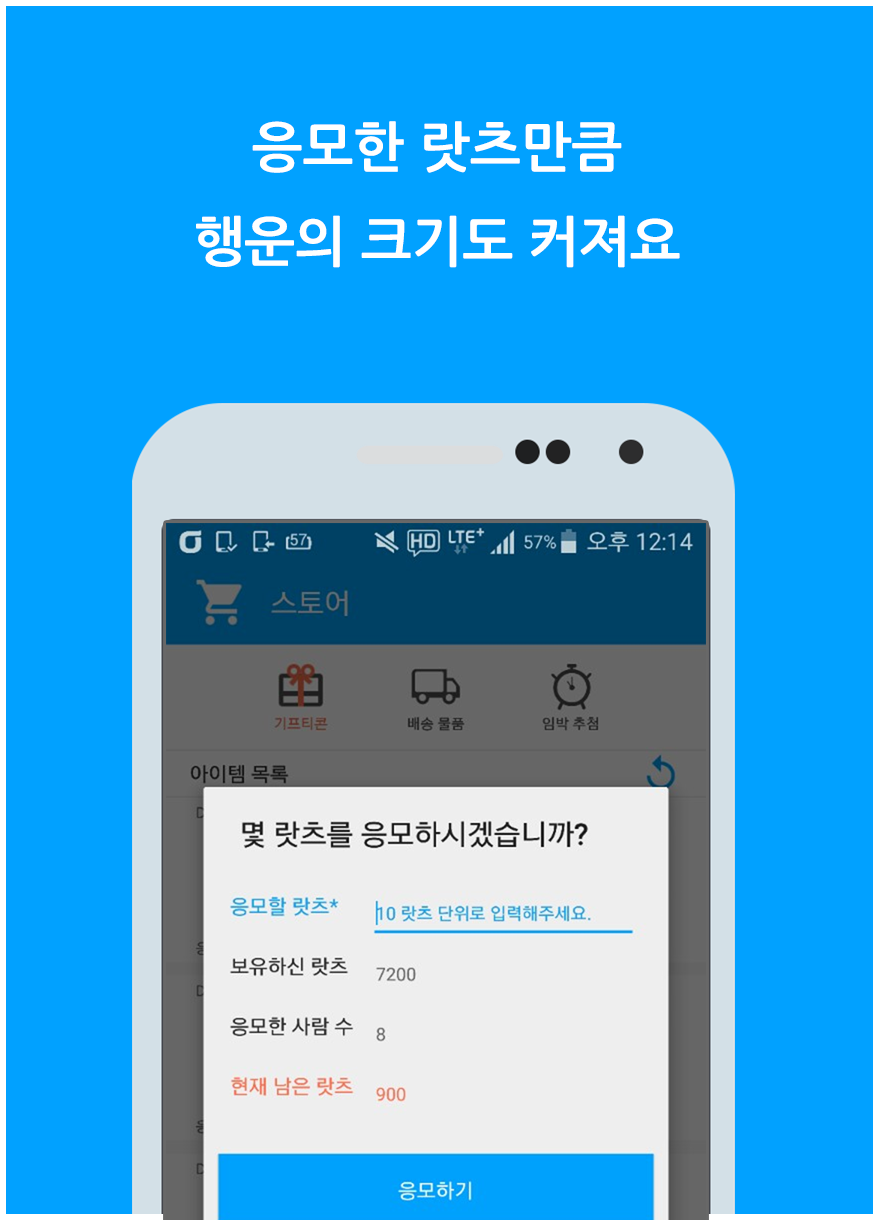 응모한 랏츠만큼
행운의 크기도 커져요
57 HD LTE+ 57% 오후 12:14
스토어
기프티콘 배송 물품 임박 추첨
아이템 목록
몇 랏츠를 응모하시겠습니까?
응모할 랏츠* 10 랏츠 단위로 입력해주세요.
보유하신 랏츠 7200
응모한 사람 수 8
현재 남은 랏츠 900
응모하기